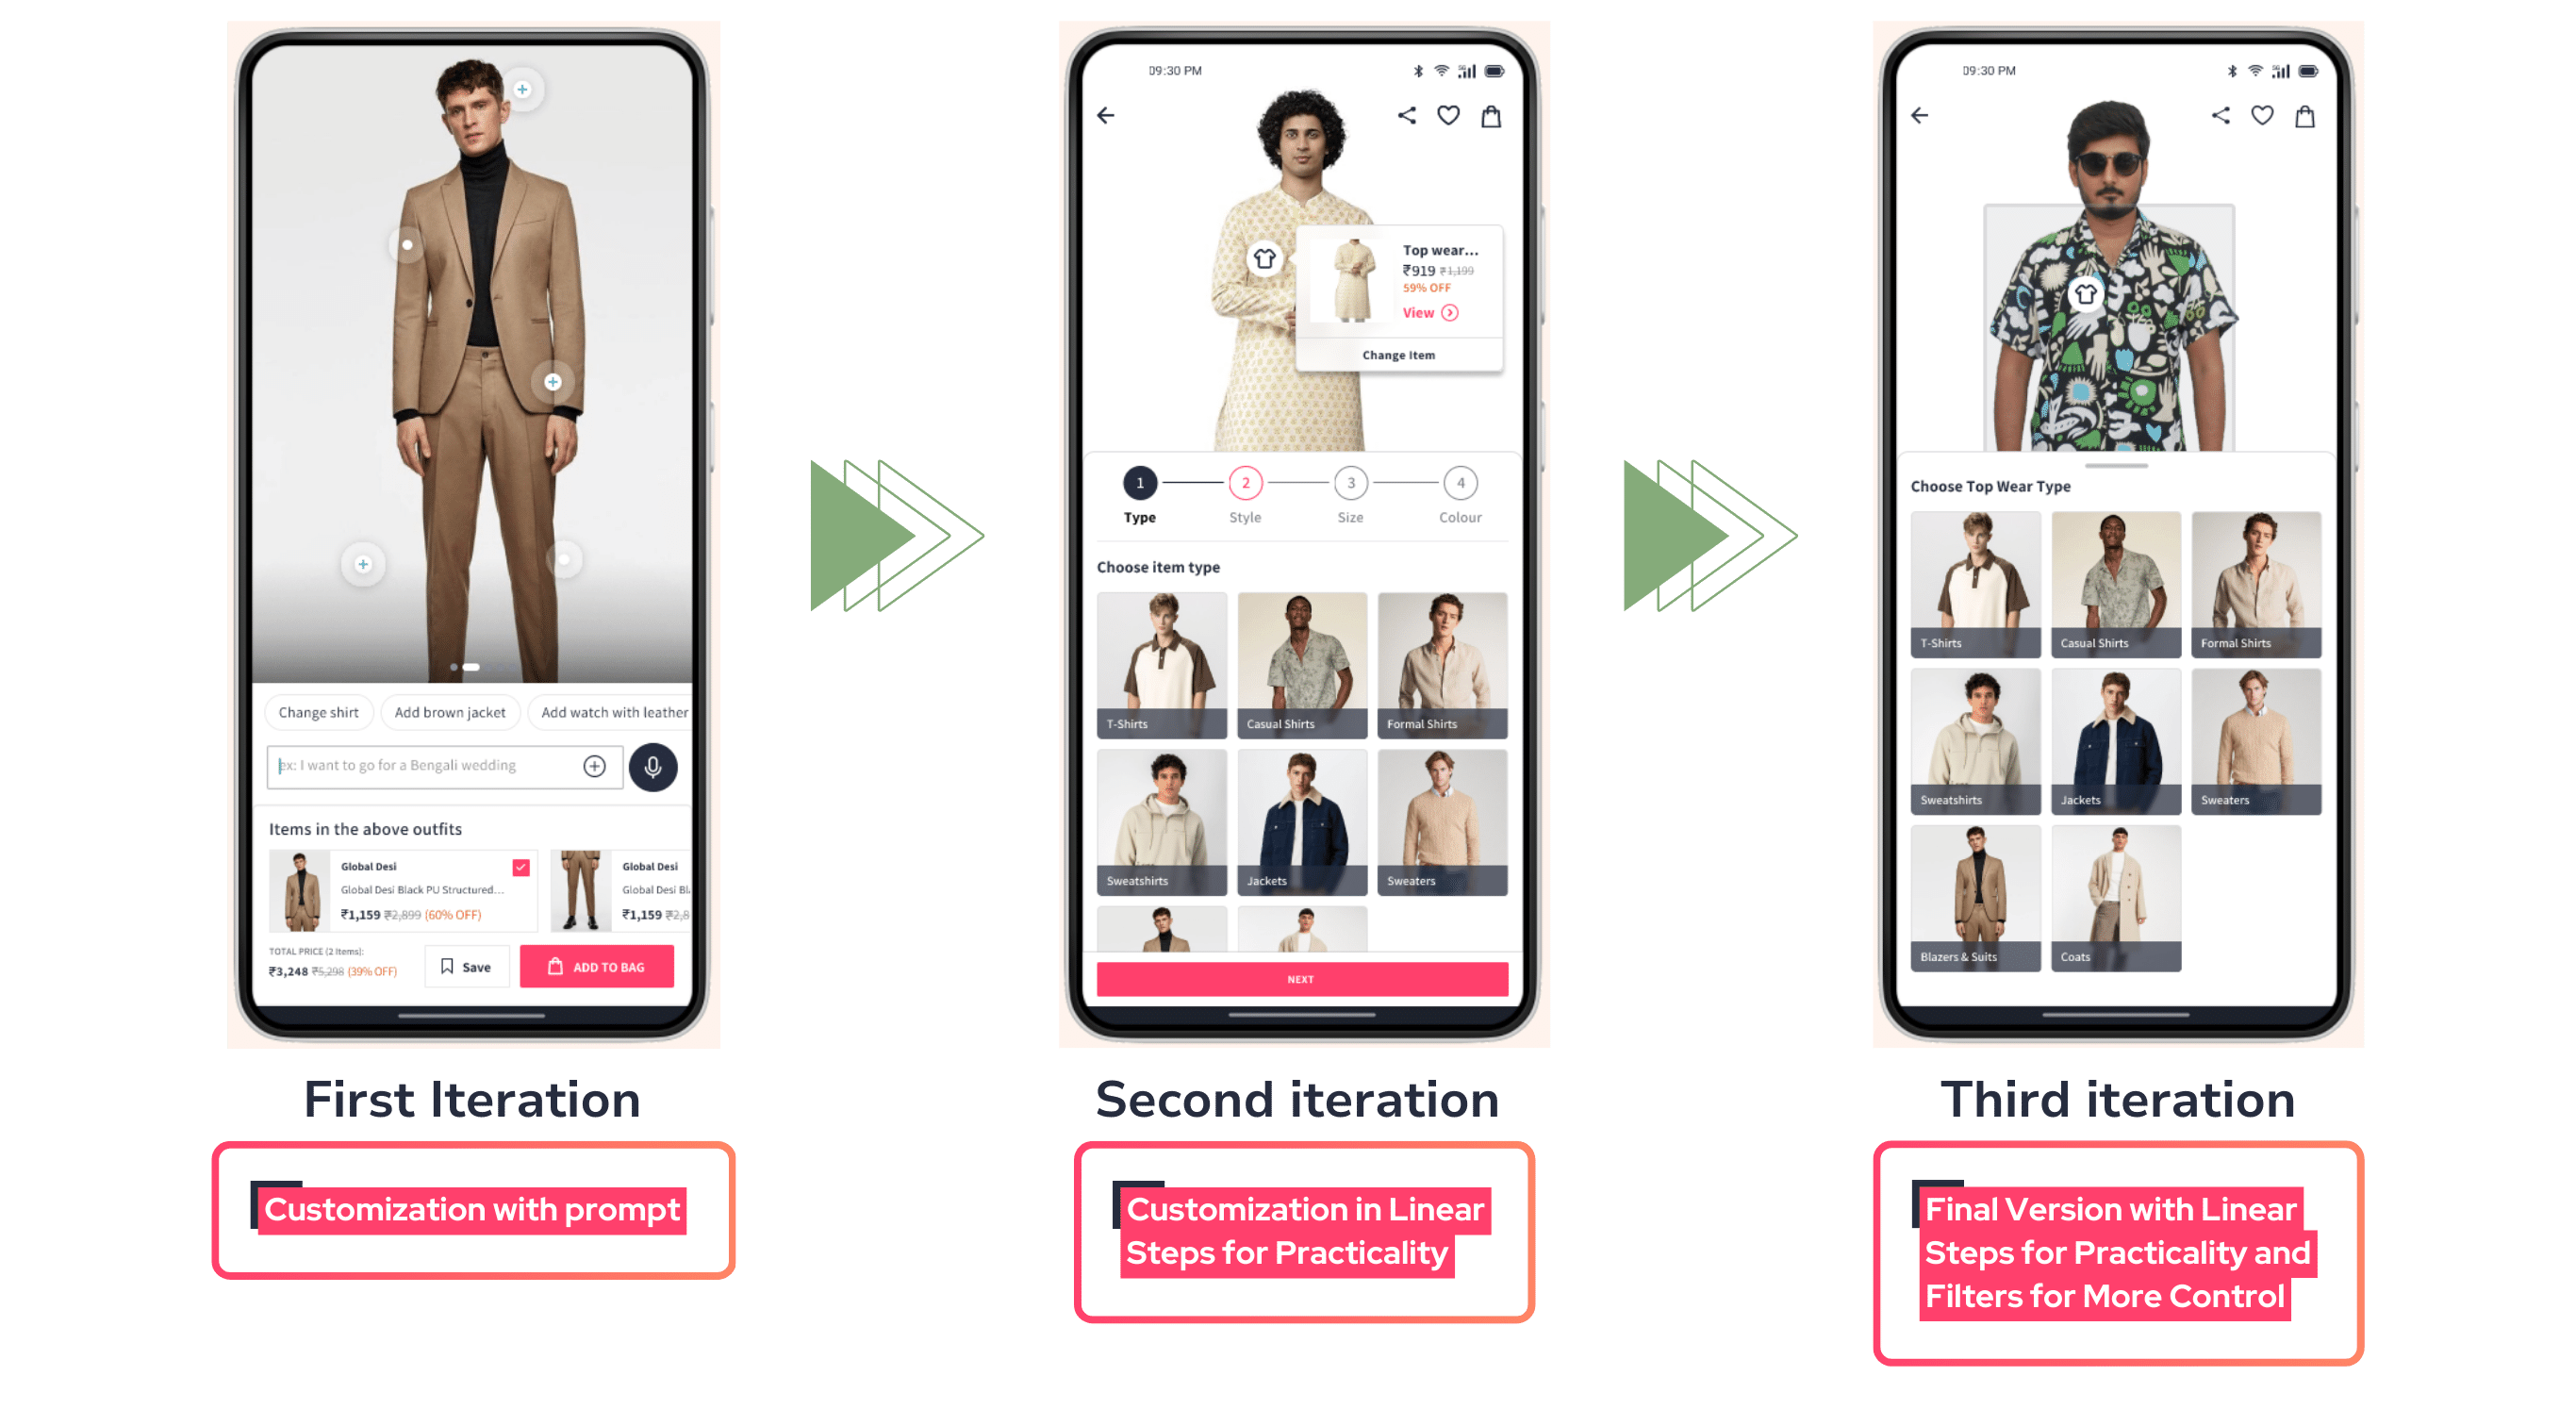 Change shirt
Add brown jacket
Add watch with leather
ex: I want to go for a Bengali wedding
Items in the above outfits
Global Desi
Global Desi Black PU Structured...
₹1,159 ₹2,899 (60% OFF)
Global Desi
Global Desi Bl
₹1,159 ₹2,8
TOTAL PRICE (2 Items):
₹3,248 ₹5,298 (39% OFF)
Save
ADD TO BAG
First Iteration
Customization with prompt
09:30 PM
Top wear...
₹919 ₹1,199
59% OFF
View
Change Item
1
2
3
4
Type
Style
Size
Colour
Choose item type
T-Shirts
Casual Shirts
Formal Shirts
Sweatshirts
Jackets
Sweaters
NEXT
Second iteration
Customization in Linear
Steps for Practicality
09:30 PM
Choose Top Wear Type
T-Shirts
Casual Shirts
Formal Shirts
Sweatshirts
Jackets
Sweaters
Blazers & Suits
Coats
Third iteration
Final Version with Linear
Steps for Practicality and
Filters for More Control